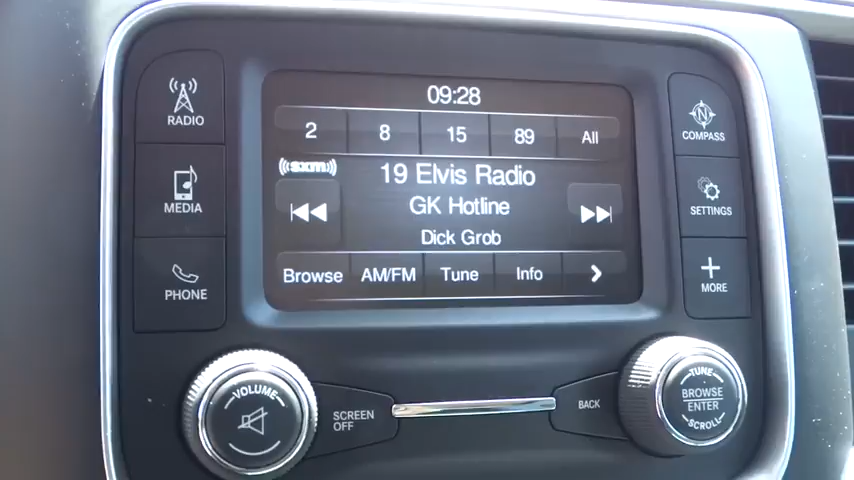 09:28
RADIO
2 8 15 89 All
COMPASS
sxm
19 Elvis Radio
MEDIA
GK Hotline
SETTINGS
Dick Grob
PHONE
Browse AM/FM Tune Info
MORE
VOLUME
SCREEN
OFF
BACK
TUNE
BROWSE
ENTER
SCROLL